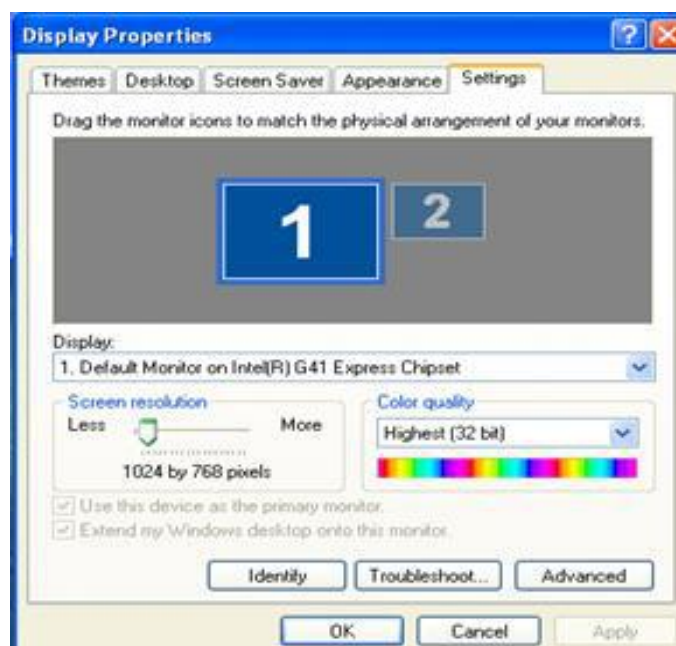 Display Properties
Themes Desktop Screen Saver Appearance Settings
Drag the monitor icons to match the physical arrangement of your monitors.
1 2
Display:
1. Default Monitor on Intel(R) G41 Express Chipset
Screen resolution
Less More
1024 by 768 pixels
Color quality
Highest (32 bit)
Use this device as the primary monitor.
Extend my Windows desktop onto this monitor.
Identify Troubleshoot... Advanced
OK Cancel Apply